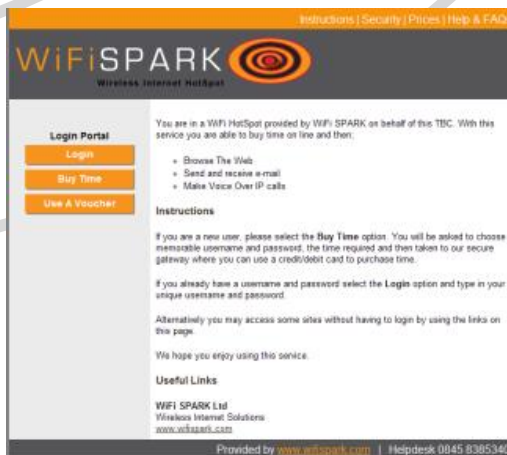 Instructions | Security | Prices | Help & FAQ
WiFiSPARK
Wireless Internet HotSpot
Login Portal
Login
Buy Time
Use A Voucher
You are in a WiFi HotSpot provided by WiFi SPARK on behalf of this TBC. With this
service you are able to buy time on line and then:
Browse The Web
Send and receive e-mail
Make Voice Over IP calls
Instructions
If you are a new user, please select the Buy Time option. You will be asked to choose
memorable username and password, the time required and then taken to our secure
gateway where you can use a credit/debit card to purchase time.
If you already have a username and password select the Login option and type in your
unique username and password.
Alternatively you may access some sites without having to login by using the links on
this page.
We hope you enjoy using this service.
Useful Links
WiFi SPARK Ltd
Wireless Internet Solutions
www.wifispark.com
Provided by www.wifispark.com | Helpdesk 0845 8385340